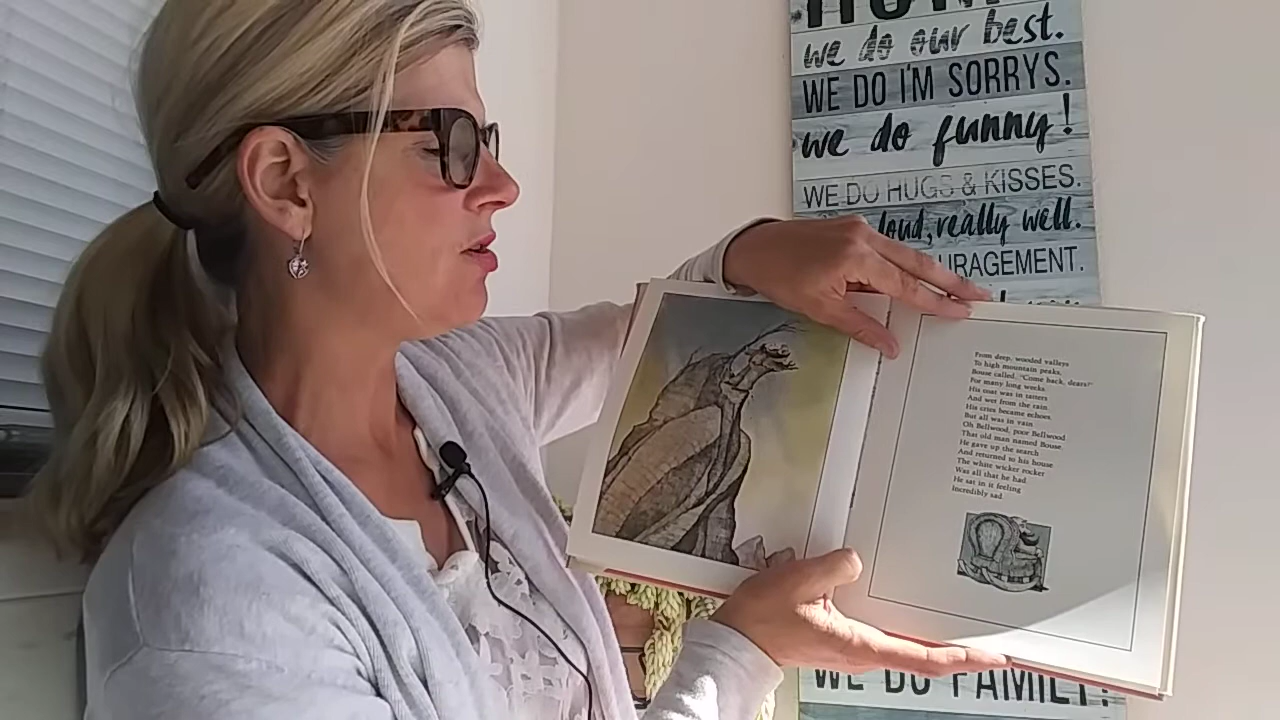 we do our best.
WE DO I'M SORRYS.
we do funny!
WE DO HUGS & KISSES.
loud, really well.
URAGEMENT.
From deep, wooded valleys
To high mountain peaks,
Bouse called, "Come back, dears!"
For many long weeks.
His coat was in tatters
And wet from the rain.
His cries became echoes,
But all was in vain
Oh Bellwood, poor Bellwood
That old man named Bouse
He gave up the search
And returned to his house
The white wicker rocker
Was all that he had
He sat in it feeling
Incredibly sad.
WE DO FAMILY!